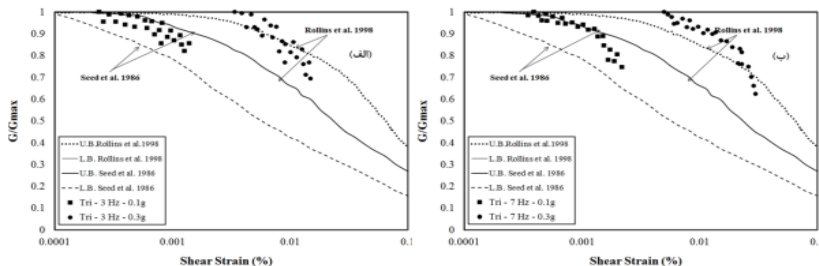 1
0.9
0.8
0.7
0.6
0.5
0.4
0.3
0.2
0.1
0
G/Gmax
Rollins et al. 1998
(الف)
Seed et al. 1986
U.B.Rollins et al.1998
L.B. Rollins et al. 1998
U.B. Seed et al. 1986
L.B. Seed et al. 1986
Tri - 3 Hz - 0.1g
Tri - 3 Hz - 0.3g
0.0001 0.001 0.01 0.1
Shear Strain (%)
1
0.9
0.8
0.7
0.6
0.5
0.4
0.3
0.2
0.1
0
G/Gmax
Rollins et al. 1998
(ب)
Seed et al. 1986
U.B.Rollins et al.1998
L.B. Rollins et al. 1998
U.B. Seed et al. 1986
L.B. Seed et al. 1986
Tri - 7 Hz - 0.1g
Tri - 7 Hz - 0.3g
0.0001 0.001 0.01 0.1
Shear Strain (%)